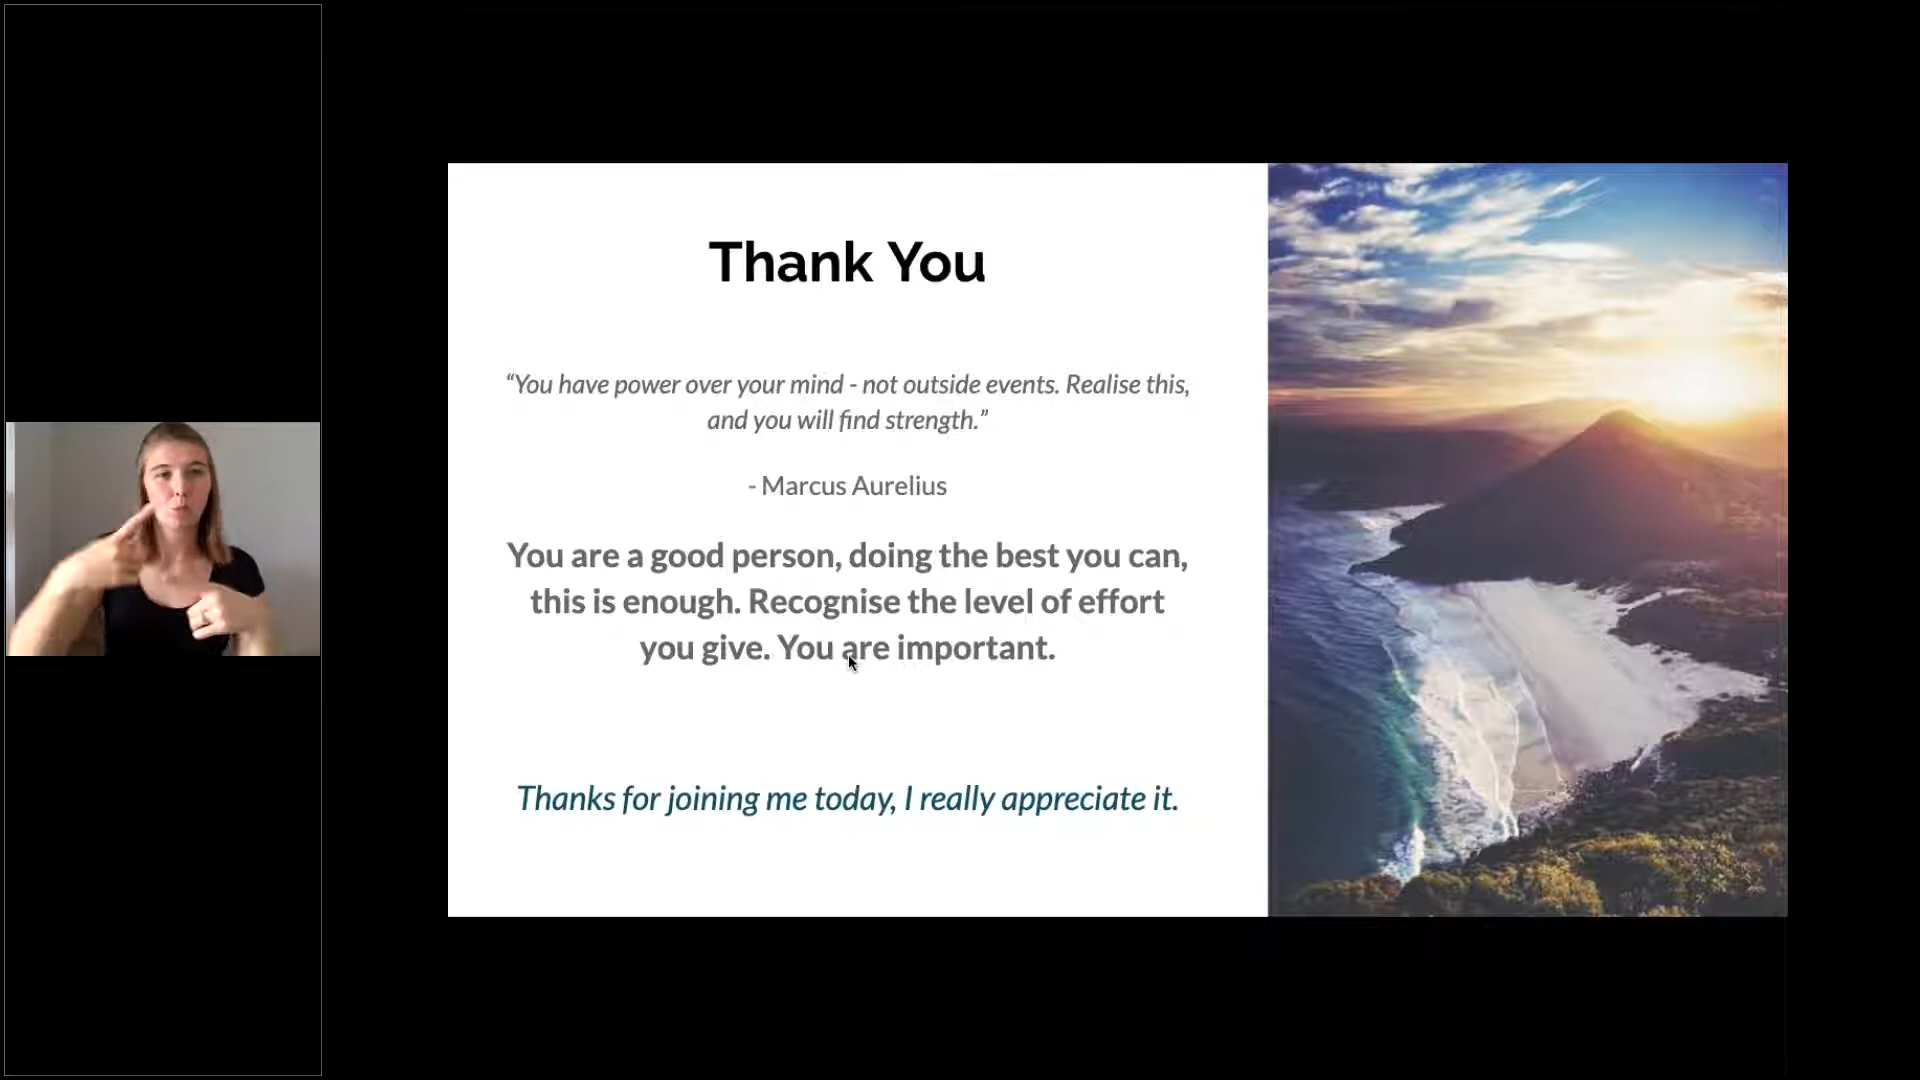 Thank You
“You have power over your mind - not outside events. Realise this,
and you will find strength.”
- Marcus Aurelius
You are a good person, doing the best you can,
this is enough. Recognise the level of effort
you give. You are important.
Thanks for joining me today, I really appreciate it.